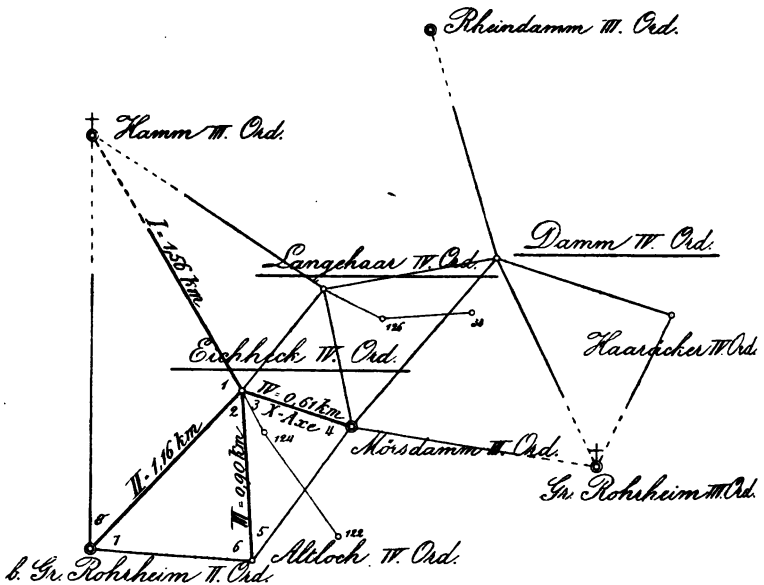 Rheindamm III. Ord.
Hamm III. Ord.
I = 1,56 km
Langehaar IV. Ord.
Damm IV. Ord.
126
Haaräcker IV Ord.
Eichheck IV. Ord.
1
2
3
4
IV = 0,61 km
X-Axe
124
II = 1,16 km
III = 0,90 km
Mörsdamm III. Ord.
Gr. Rohrheim III Ord.
8
7
6
5
122
b. Gr. Rohrheim II. Ord.
Altloch IV. Ord.